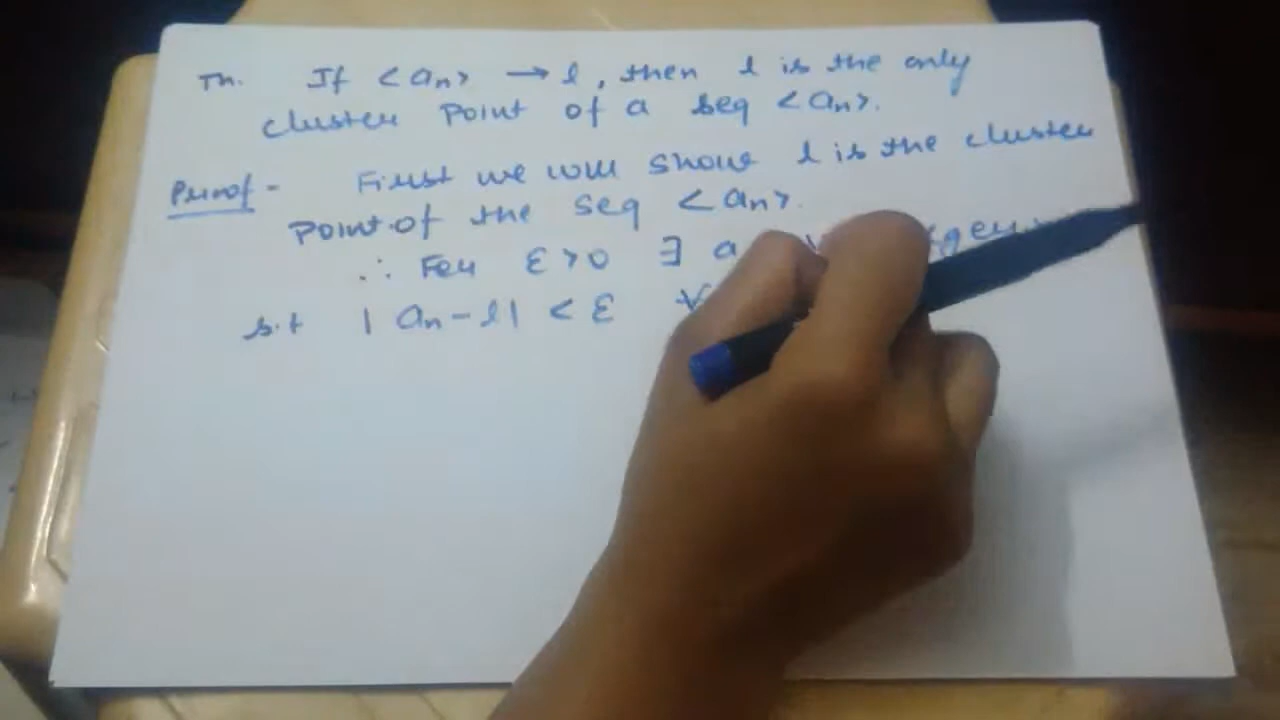 Th. If <an> → l, then l is the only
cluster point of a seq <an>.
Proof - First we will show l is the cluster
point of the seq <an>.
∴ For ε>0 ∃ a
s.t | an - l | < ε ∀